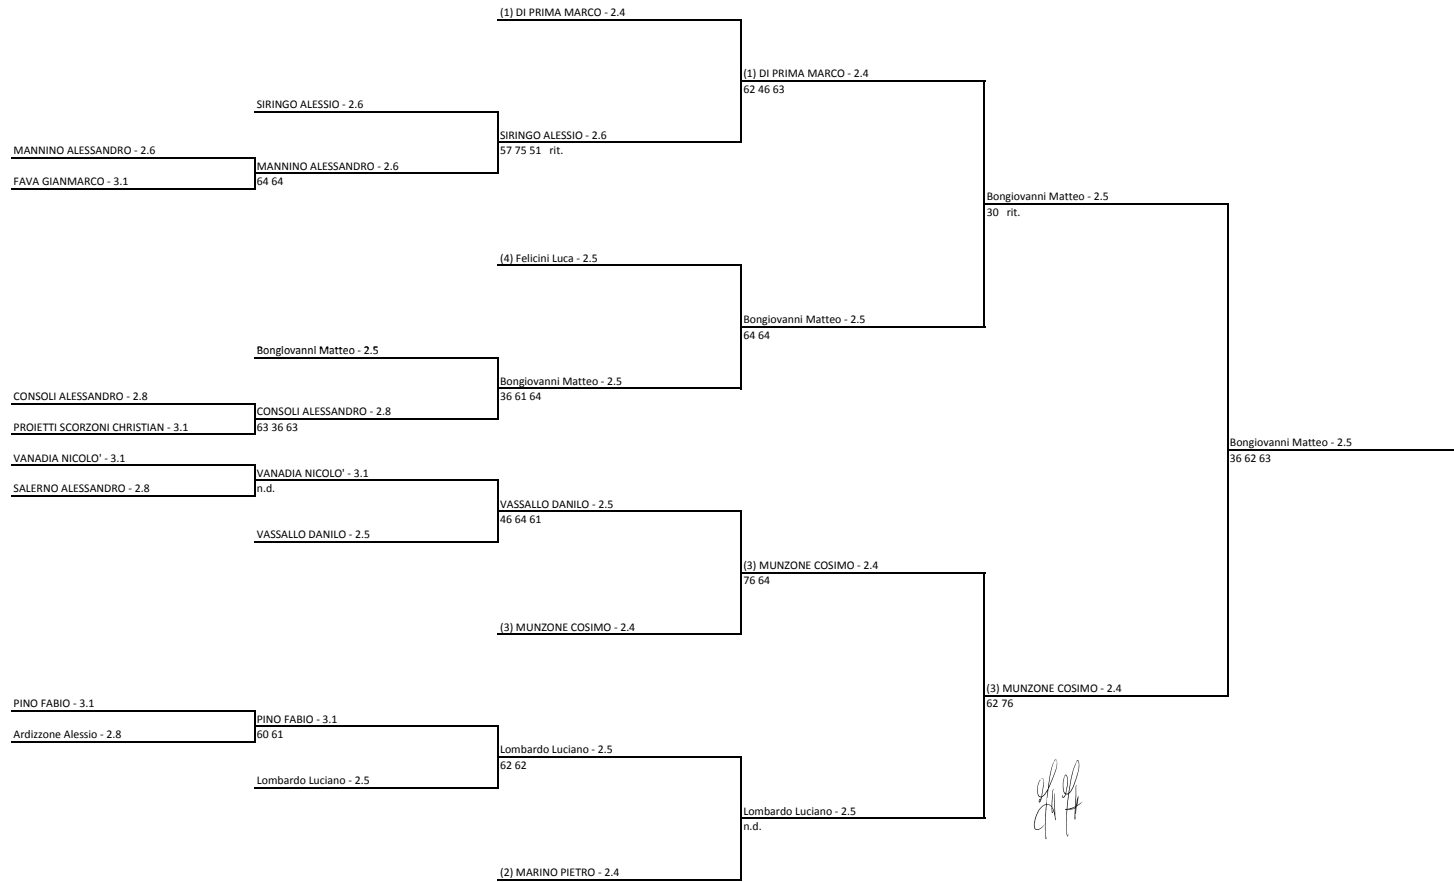 (1) DI PRIMA MARCO - 2.4
(1) DI PRIMA MARCO - 2.4
62 46 63
SIRINGO ALESSIO - 2.6
SIRINGO ALESSIO - 2.6
57 75 51 rit.
MANNINO ALESSANDRO - 2.6
MANNINO ALESSANDRO - 2.6
64 64
FAVA GIANMARCO - 3.1
Bongiovanni Matteo - 2.5
30 rit.
(4) Felicini Luca - 2.5
Bongiovanni Matteo - 2.5
64 64
Bongiovanni Matteo - 2.5
Bongiovanni Matteo - 2.5
36 61 64
CONSOLI ALESSANDRO - 2.8
CONSOLI ALESSANDRO - 2.8
63 36 63
PROIETTI SCORZONI CHRISTIAN - 3.1
Bongiovanni Matteo - 2.5
36 62 63
VANADIA NICOLO' - 3.1
VANADIA NICOLO' - 3.1
n.d.
SALERNO ALESSANDRO - 2.8
VASSALLO DANILO - 2.5
46 64 61
VASSALLO DANILO - 2.5
(3) MUNZONE COSIMO - 2.4
76 64
(3) MUNZONE COSIMO - 2.4
(3) MUNZONE COSIMO - 2.4
62 76
PINO FABIO - 3.1
PINO FABIO - 3.1
60 61
Ardizzone Alessio - 2.8
Lombardo Luciano - 2.5
62 62
Lombardo Luciano - 2.5
Lombardo Luciano - 2.5
n.d.
(2) MARINO PIETRO - 2.4